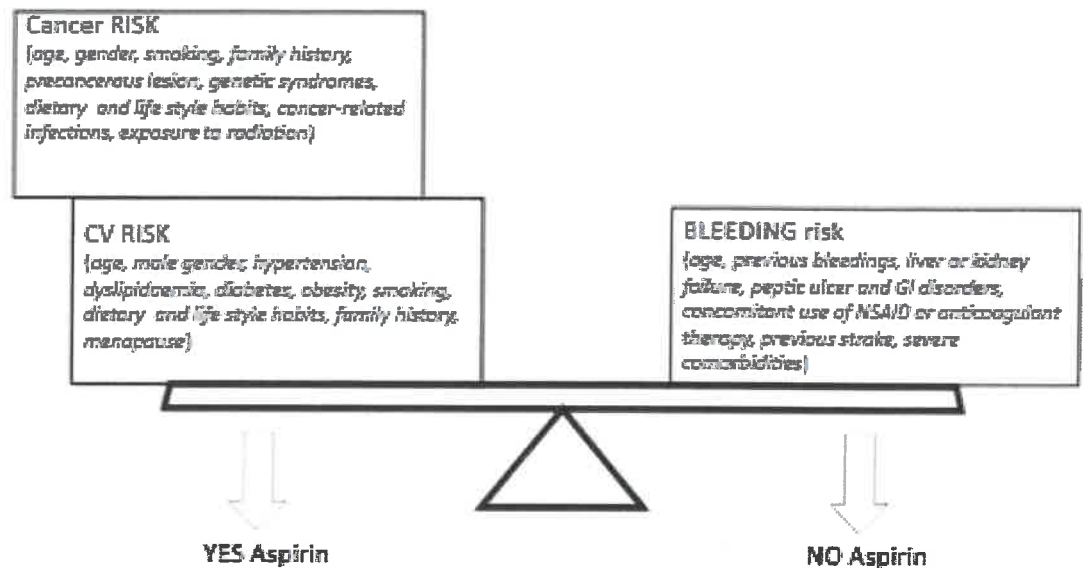 Cancer RISK
(age, gender, smoking, family history,
precancerous lesion, genetic syndromes,
dietary and life style habits, cancer-related
infections, exposure to radiation)
CV RISK
(age, male gender, hypertension,
dyslipidaemia, diabetes, obesity, smoking,
dietary and life style habits, family history,
menopause)
BLEEDING risk
(age, previous bleedings, liver or kidney
failure, peptic ulcer and GI disorders,
concomitant use of NSAID or anticoagulant
therapy, previous stroke, severe
comorbidities)
YES Aspirin
NO Aspirin